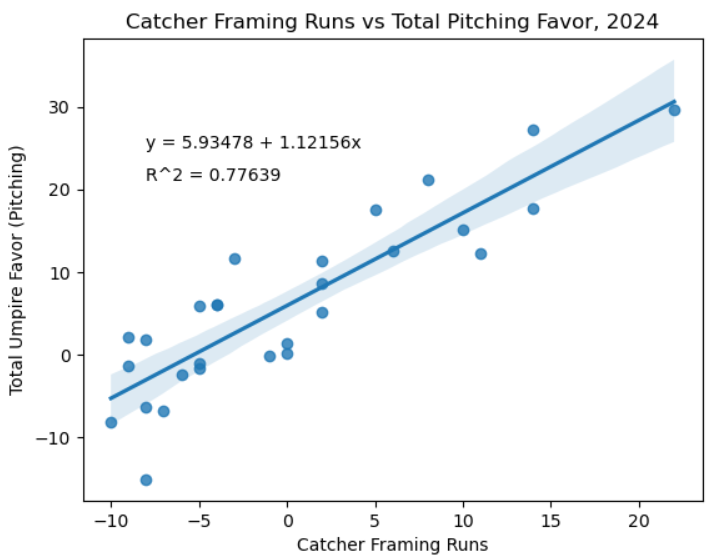 Catcher Framing Runs vs Total Pitching Favor, 2024
Total Umpire Favor (Pitching)
30
20
10
0
−10
y = 5.93478 + 1.12156x
R^2 = 0.77639
−10 −5 0 5 10 15 20
Catcher Framing Runs